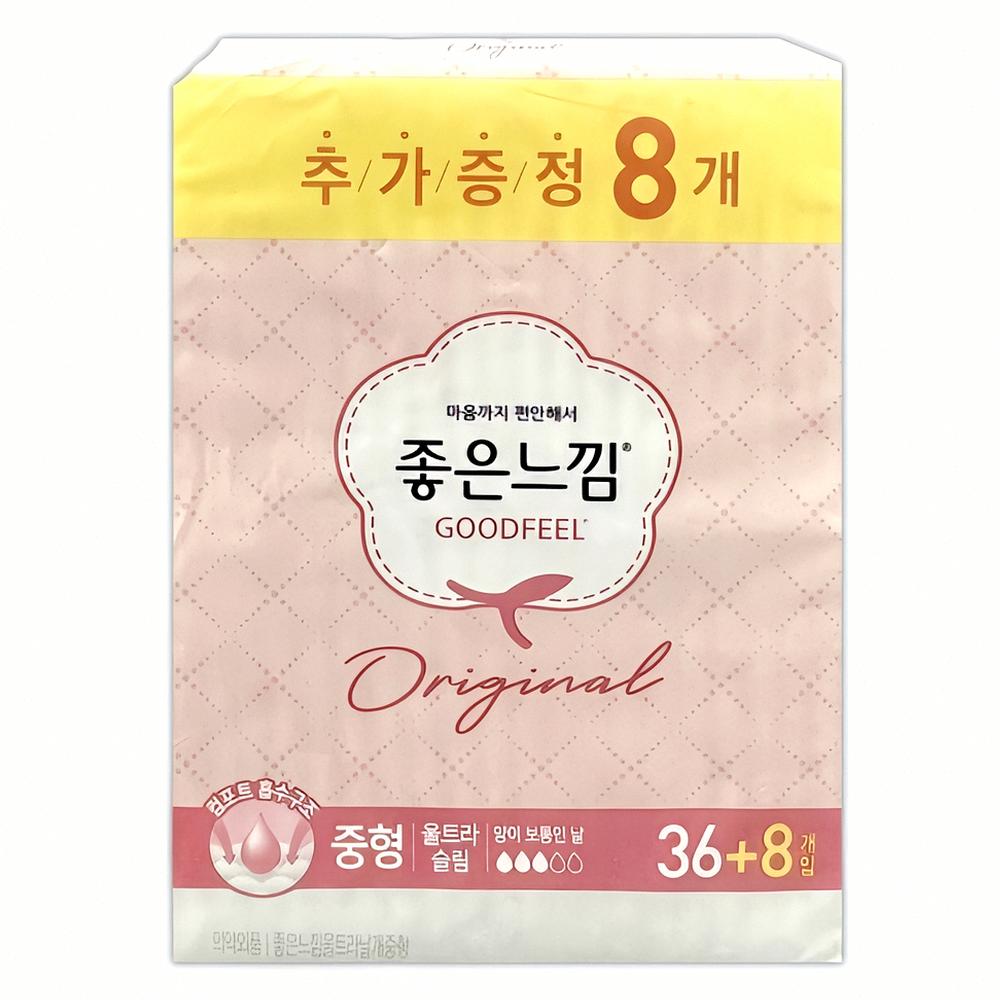 Original
추/가/증/정 8개
마음까지 편안해서
좋은느낌®
GOODFEEL
Original
컴포트 흡수구조
중형
울트라
슬림
양이 보통인 날
36+8개입
의약외품 | 좋은느낌울트라날개중형